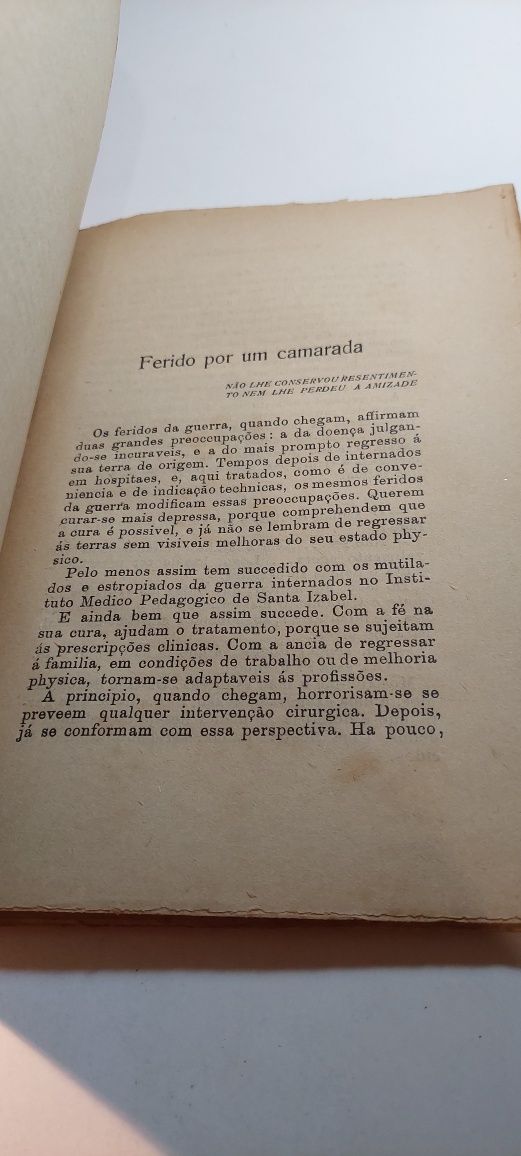 Ferido por um camarada
NÃO LHE CONSERVOU RESENTIMEN-
TO NEM LHE PERDEU A AMIZADE
Os feridos da guerra, quando chegam, affirmam
duas grandes preoccupações: a da doença julgan-
do-se incuraveis, e a do mais prompto regresso á
sua terra de origem. Tempos depois de internados
em hospitaes, e, aqui tratados, como é de conve-
niencia e de indicação technicas, os mesmos feridos
da guerra modificam essas preoccupações. Querem
curar-se mais depressa, porque comprehendem que
a cura é possivel, e já não se lembram de regressar
ás terras sem visiveis melhoras do seu estado phy-
sico.
Pelo menos assim tem succedido com os mutila-
dos e estropiados da guerra internados no Insti-
tuto Medico Pedagogico de Santa Izabel.
E ainda bem que assim succede. Com a fé na
sua cura, ajudam o tratamento, porque se sujeitam
ás prescripções clinicas. Com a ancia de regressar
á familia, em condições de trabalho ou de melhoria
physica, tornam-se adaptaveis ás profissões.
A principio, quando chegam, horrorisam-se se
preveem qualquer intervenção cirurgica. Depois,
já se conformam com essa perspectiva. Ha pouco,